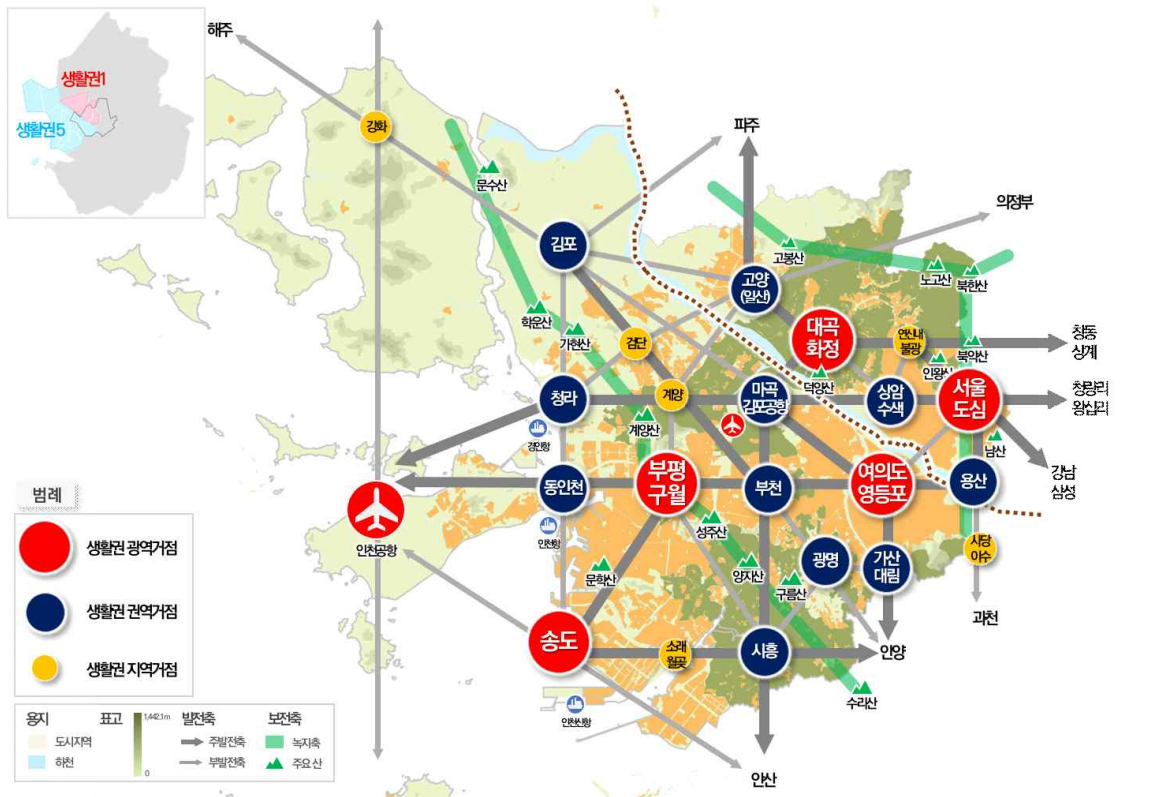 생활권1
생활권5
해주
강화
문수산
파주
의정부
김포
고양
(일산)
고봉산
노고산
북한산
학운산
가현산
검단
대곡
화정
연신내
불광
북악산
창동
상계
인왕산
덕양산
청라
계양
마곡
김포공항
상암
수색
서울
도심
청량리
왕십리
경인항
계양산
남산
강남
삼성
동인천
부평
구월
부천
여의도
영등포
용산
인천공항
인천항
성주산
사당
이수
문학산
양지산
구름산
광명
가산
대림
과천
송도
소래
월곶
시흥
안양
수리산
인천신항
안산
범례
생활권 광역거점
생활권 권역거점
생활권 지역거점
용지
표고
발전축
보전축
도시지역
하천
1,442.1m
0
주발전축
부발전축
녹지축
주요 산